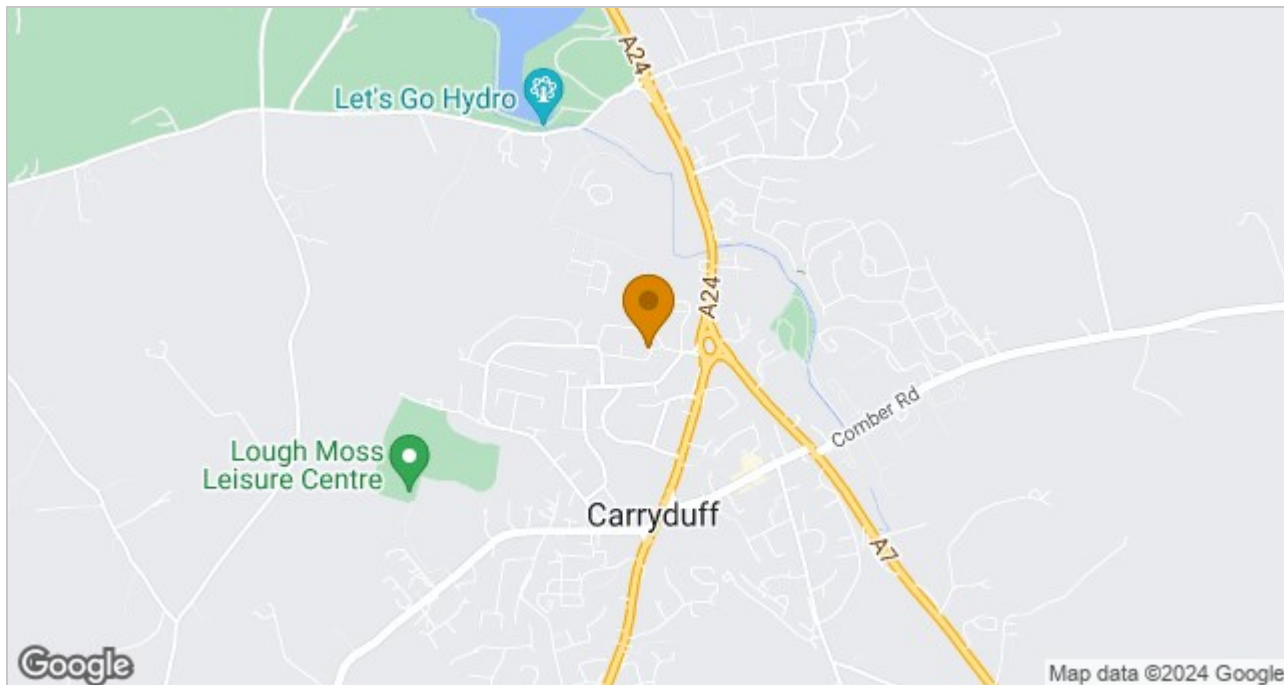 A24
Let's Go Hydro
A24
Comber Rd
Lough Moss
Leisure Centre
Carryduff
A7
Google
Map data ©2024 Google